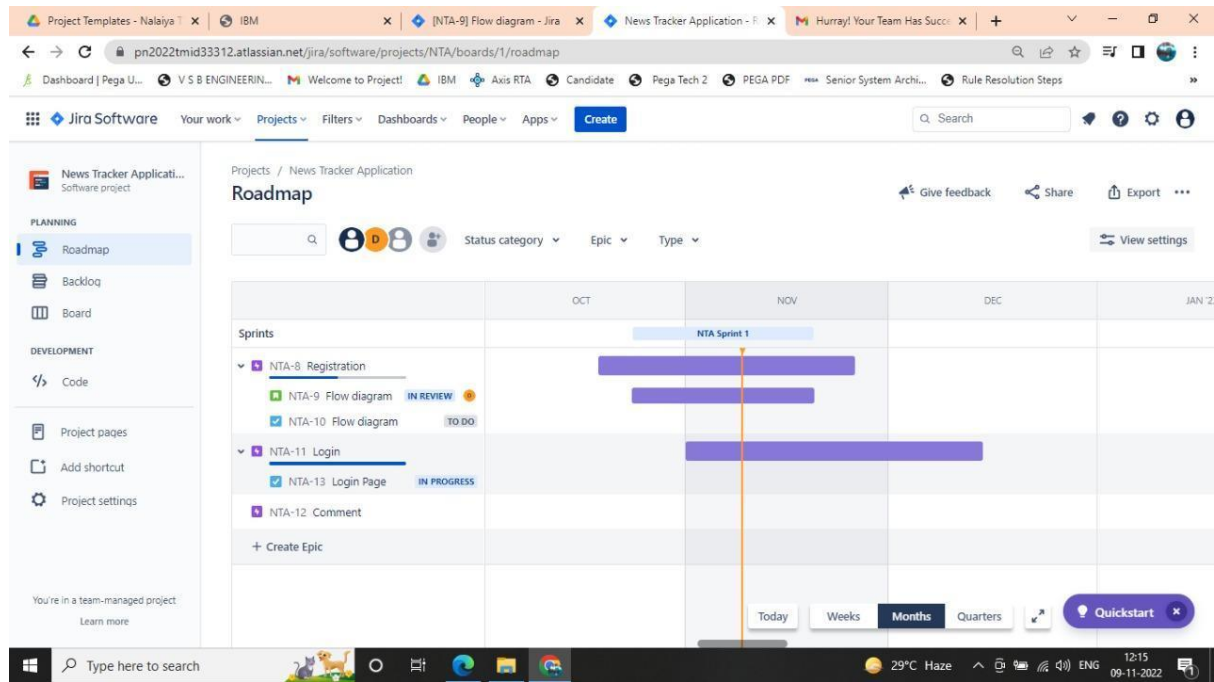 Project Templates - Nalaiya T
IBM
[NTA-9] Flow diagram - Jira
News Tracker Application - R
Hurray! Your Team Has Succe
pn2022tmid33312.atlassian.net/jira/software/projects/NTA/boards/1/roadmap
Dashboard | Pega U...
V S B ENGINEERIN...
Welcome to Project!
IBM
Axis RTA
Candidate
Pega Tech 2
PEGA PDF
Senior System Archi...
Rule Resolution Steps
»
Jira Software
Your work
Projects
Filters
Dashboards
People
Apps
Create
Search
News Tracker Applicati...
Software project
PLANNING
Roadmap
Backlog
Board
DEVELOPMENT
Code
Project pages
Add shortcut
Project settings
You're in a team-managed project
Learn more
Projects / News Tracker Application
Roadmap
Give feedback
Share
Export
D
Status category
Epic
Type
View settings
OCT
NOV
DEC
JAN '2
Sprints
NTA Sprint 1
NTA-8 Registration
NTA-9 Flow diagram IN REVIEW
NTA-10 Flow diagram TO DO
NTA-11 Login
NTA-13 Login Page IN PROGRESS
NTA-12 Comment
+ Create Epic
Today
Weeks
Months
Quarters
Quickstart
Type here to search
29°C Haze
ENG
12:15
09-11-2022